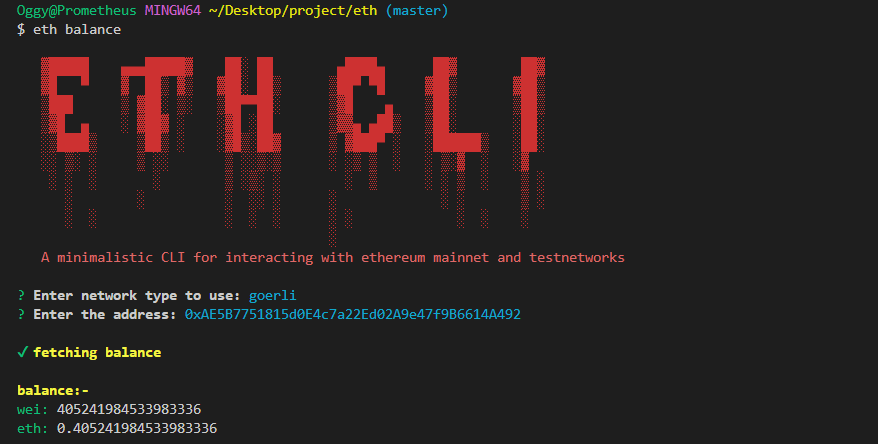 Oggy@Prometheus MINGW64 ~/Desktop/project/eth (master)
$ eth balance
ETH CLI
A minimalistic CLI for interacting with ethereum mainnet and testnetworks
? Enter network type to use: goerli
? Enter the address: 0xAE5B7751815d0E4c7a22Ed02A9e47f9B6614A492
✓ fetching balance
balance:-
wei: 405241984533983336
eth: 0.405241984533983336